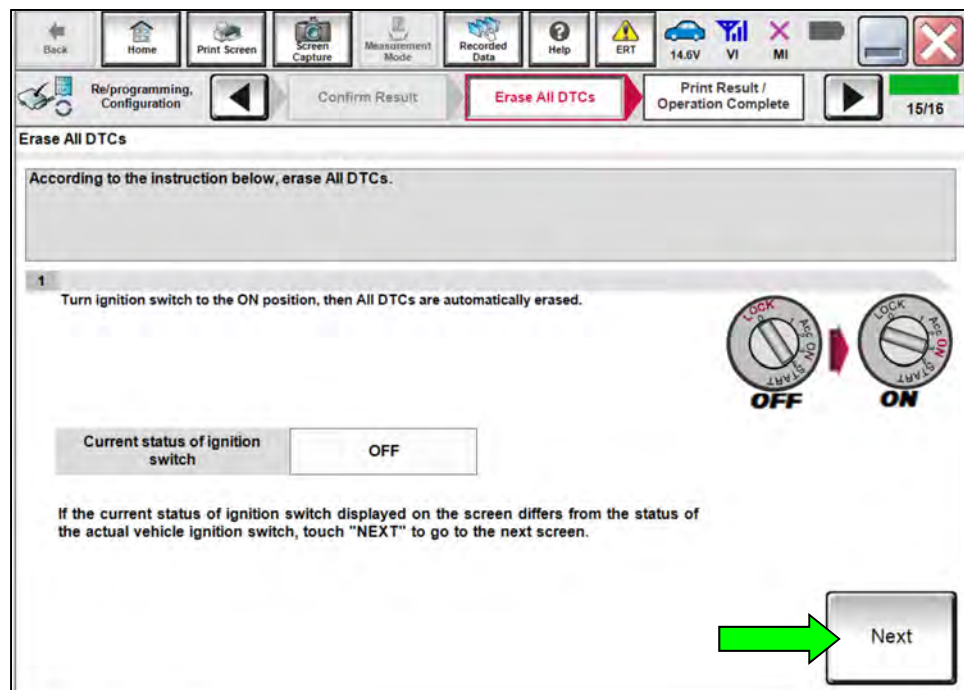 Back
Home
Print Screen
Screen
Capture
Measurement
Mode
Recorded
Data
Help
ERT
14.6V
VI
MI
Re/programming,
Configuration
Confirm Result
Erase All DTCs
Print Result /
Operation Complete
15/16
Erase All DTCs
According to the instruction below, erase All DTCs.
1
Turn ignition switch to the ON position, then All DTCs are automatically erased.
LOCK
Acc
ON
START
OFF
LOCK
Acc
ON
START
ON
Current status of ignition
switch
OFF
If the current status of ignition switch displayed on the screen differs from the status of
the actual vehicle ignition switch, touch "NEXT" to go to the next screen.
Next